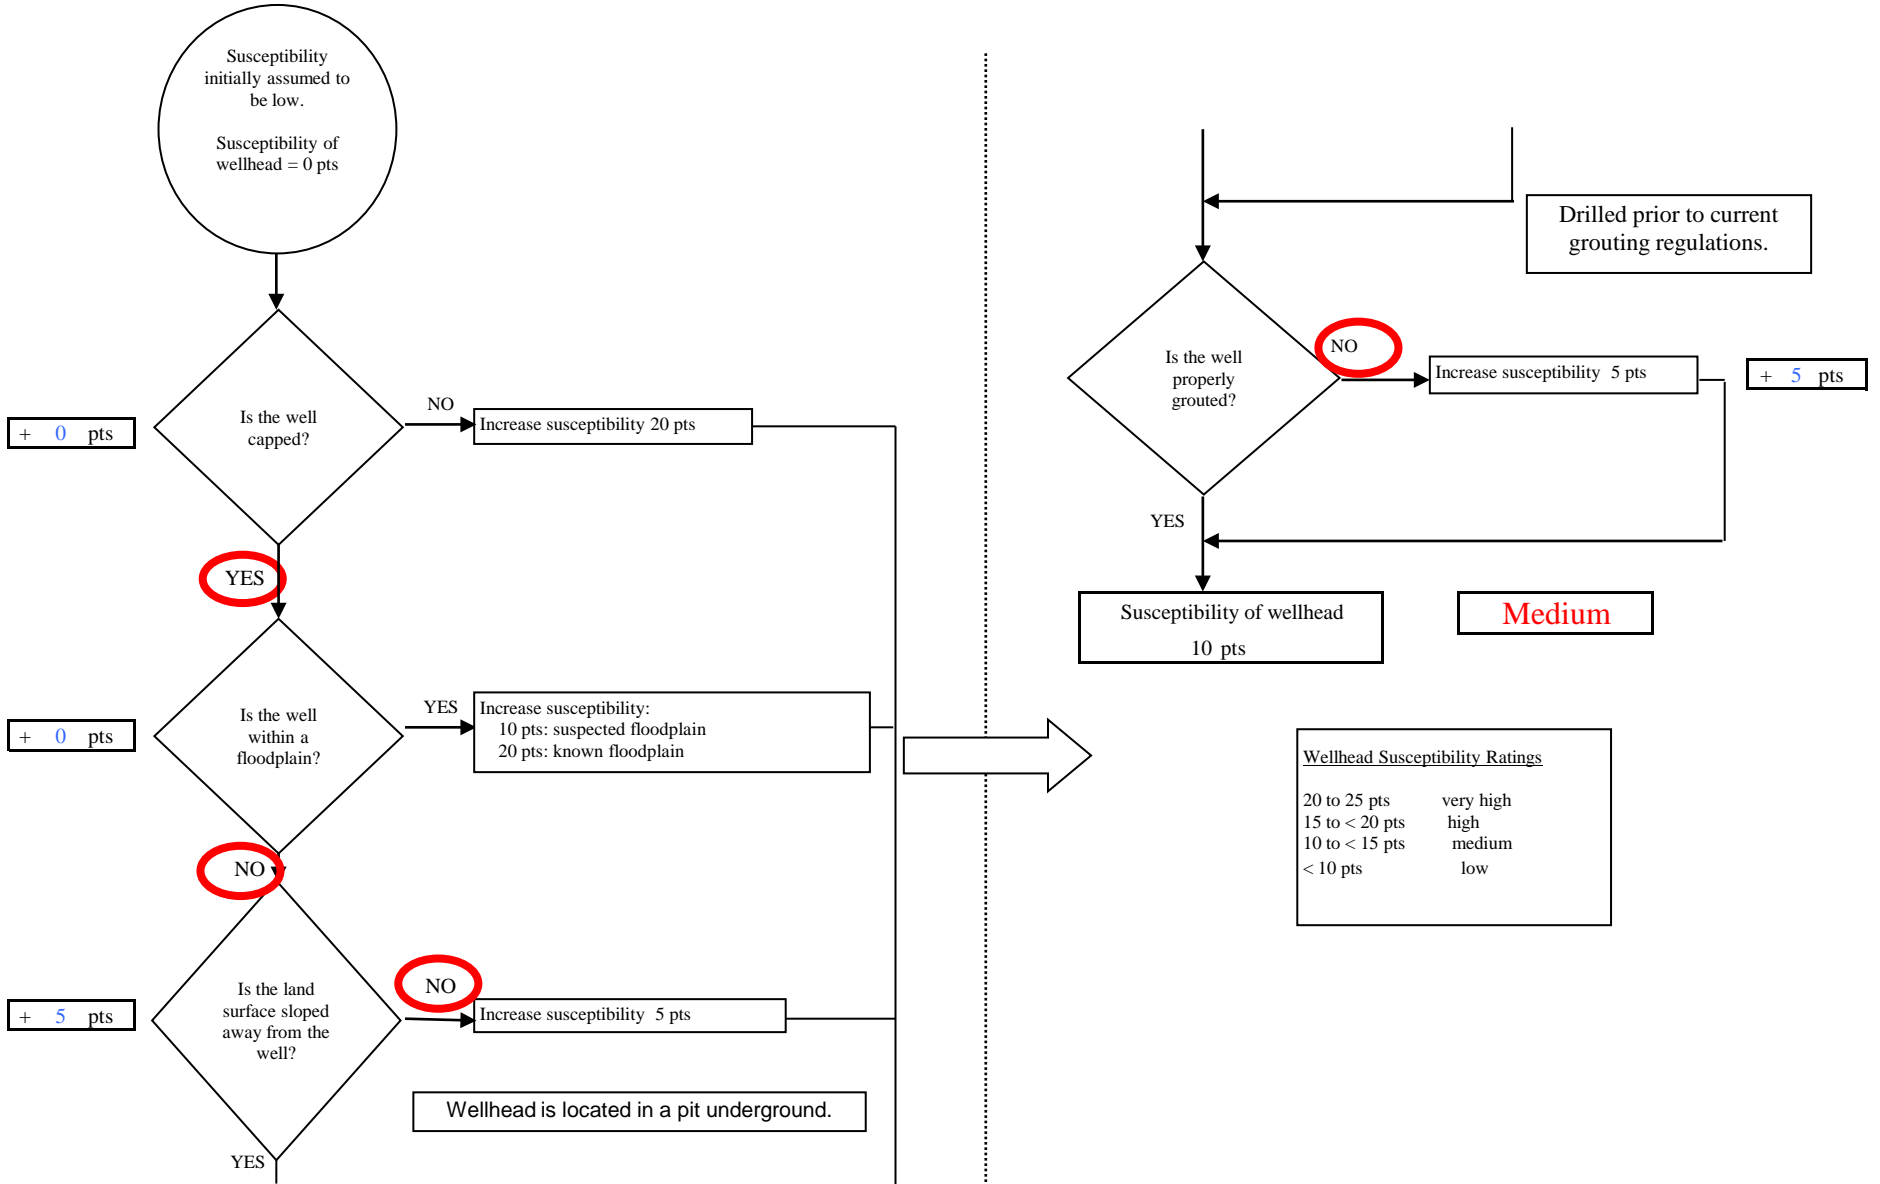 Susceptibility
initially assumed to
be low.
Susceptibility of
wellhead = 0 pts
Is the well
capped?
+ 0 pts
NO
Increase susceptibility 20 pts
YES
Is the well
within a
floodplain?
+ 0 pts
YES
Increase susceptibility:
10 pts: suspected floodplain
20 pts: known floodplain
NO
Is the land
surface sloped
away from the
well?
+ 5 pts
NO
Increase susceptibility 5 pts
Wellhead is located in a pit underground.
YES
Drilled prior to current
grouting regulations.
Is the well
properly
grouted?
NO
Increase susceptibility 5 pts
+ 5 pts
YES
Susceptibility of wellhead
10 pts
Medium
Wellhead Susceptibility Ratings
20 to 25 pts very high
15 to < 20 pts high
10 to < 15 pts medium
< 10 pts low